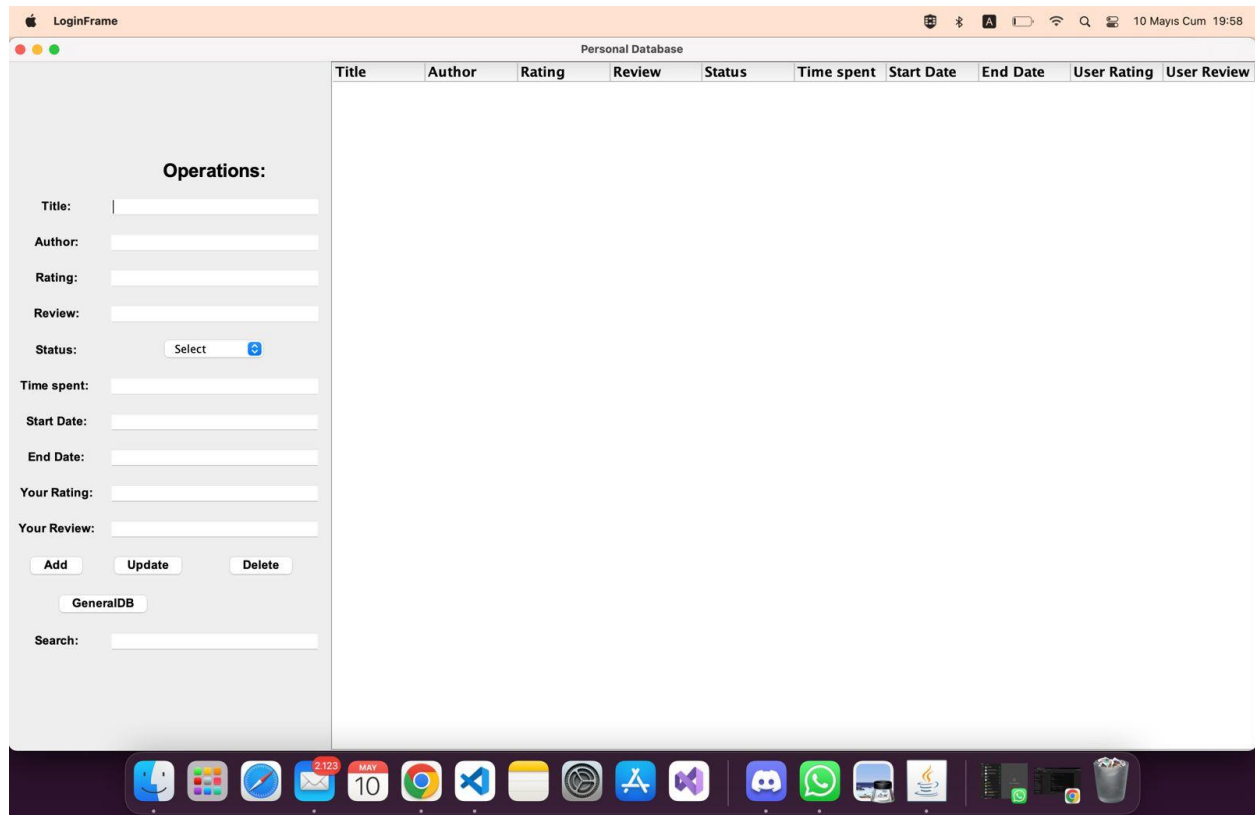 LoginFrame A 10 Mayıs Cum 19:58
Personal Database
Title Author Rating Review Status Time spent Start Date End Date User Rating User Review
Operations:
Title:
Author:
Rating:
Review:
Status: Select
Time spent:
Start Date:
End Date:
Your Rating:
Your Review:
Add Update Delete
GeneralDB
Search:
2.123 MAY
10